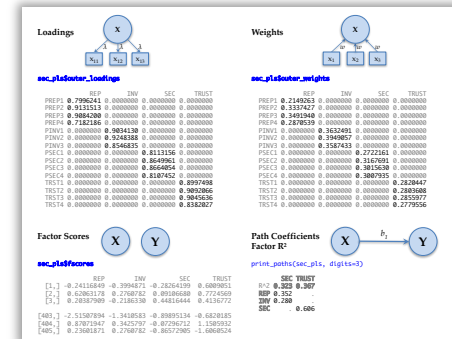 Loadings
X
λ λ λ
x11 x12 x13
sec_pls$outer_loadings
REP INV SEC TRUST
PREP1 0.7996241 0.0000000 0.0000000 0.0000000
PREP2 0.9131513 0.0000000 0.0000000 0.0000000
PREP3 0.9084200 0.0000000 0.0000000 0.0000000
PREP4 0.7182186 0.0000000 0.0000000 0.0000000
PINV1 0.0000000 0.9034130 0.0000000 0.0000000
PINV2 0.0000000 0.9248388 0.0000000 0.0000000
PINV3 0.0000000 0.8546835 0.0000000 0.0000000
PSEC1 0.0000000 0.0000000 0.8113156 0.0000000
PSEC2 0.0000000 0.0000000 0.8649961 0.0000000
PSEC3 0.0000000 0.0000000 0.8664054 0.0000000
PSEC4 0.0000000 0.0000000 0.8107452 0.0000000
TRST1 0.0000000 0.0000000 0.0000000 0.8997498
TRST2 0.0000000 0.0000000 0.0000000 0.9092066
TRST3 0.0000000 0.0000000 0.0000000 0.9045636
TRST4 0.0000000 0.0000000 0.0000000 0.8382027
Weights
X
w w w
x1 x2 x3
sec_pls$outer_weights
REP INV SEC TRUST
PREP1 0.2149263 0.0000000 0.0000000 0.0000000
PREP2 0.3337427 0.0000000 0.0000000 0.0000000
PREP3 0.3491940 0.0000000 0.0000000 0.0000000
PREP4 0.2870539 0.0000000 0.0000000 0.0000000
PINV1 0.0000000 0.3632491 0.0000000 0.0000000
PINV2 0.0000000 0.3949057 0.0000000 0.0000000
PINV3 0.0000000 0.3587433 0.0000000 0.0000000
PSEC1 0.0000000 0.0000000 0.2722161 0.0000000
PSEC2 0.0000000 0.0000000 0.3167691 0.0000000
PSEC3 0.0000000 0.0000000 0.3015630 0.0000000
PSEC4 0.0000000 0.0000000 0.3007935 0.0000000
TRST1 0.0000000 0.0000000 0.0000000 0.2820447
TRST2 0.0000000 0.0000000 0.0000000 0.2803608
TRST3 0.0000000 0.0000000 0.0000000 0.2855977
TRST4 0.0000000 0.0000000 0.0000000 0.2779556
Factor Scores
X Y
sec_pls$fscores
REP INV SEC TRUST
[1,] -0.24116849 -0.3994871 -0.28264199 0.6009051
[2,] 0.62063178 0.2760782 0.09106680 0.7724569
[3,] 0.20387909 -0.2186330 0.44816444 0.4136772
[403,] -2.51507894 -1.3410583 -0.89895134 -0.6820185
[404,] 0.87071947 0.3425797 -0.07296712 1.1505932
[405,] 0.23601871 0.2760782 -0.86572905 -1.6060524
Path Coefficients
Factor R²
X b1 Y
print_paths(sec_pls, digits=3)
SEC TRUST
R^2 0.323 0.367
REP 0.352 .
INV 0.280 .
SEC . 0.606